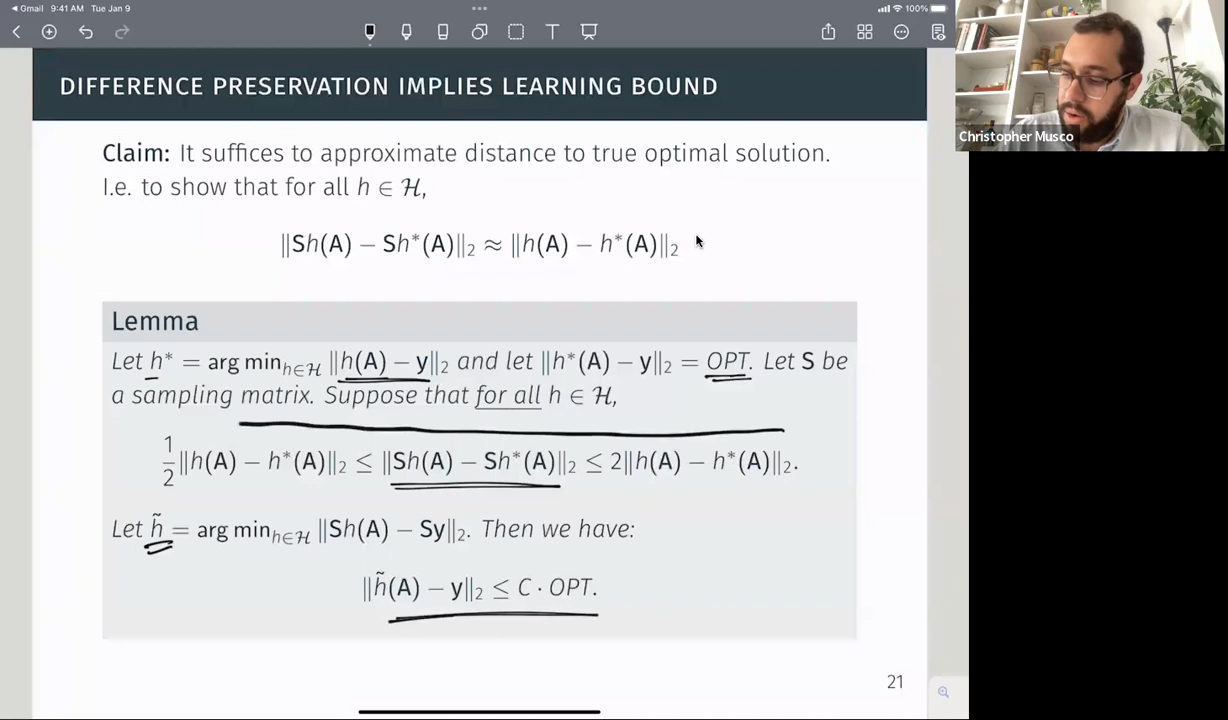 Gmail 9:41 AM Tue Jan 9
100%
DIFFERENCE PRESERVATION IMPLIES LEARNING BOUND
Christopher Musco
Claim: It suffices to approximate distance to true optimal solution.
I.e. to show that for all h ∈ ℋ,
‖Sh(A) − Sh*(A)‖₂ ≈ ‖h(A) − h*(A)‖₂
Lemma
Let h* = arg min_{h∈ℋ} ‖h(A) − y‖₂ and let ‖h*(A) − y‖₂ = OPT. Let S be
a sampling matrix. Suppose that for all h ∈ ℋ,
1/2‖h(A) − h*(A)‖₂ ≤ ‖Sh(A) − Sh*(A)‖₂ ≤ 2‖h(A) − h*(A)‖₂.
Let h̃ = arg min_{h∈ℋ} ‖Sh(A) − Sy‖₂. Then we have:
‖h̃(A) − y‖₂ ≤ C · OPT.
21